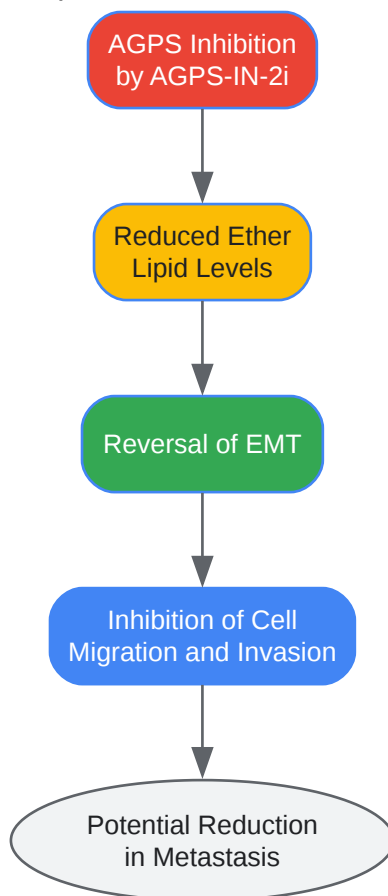 AGPS Inhibition
by AGPS-IN-2i
Reduced Ether
Lipid Levels
Reversal of EMT
Inhibition of Cell
Migration and Invasion
Potential Reduction
in Metastasis